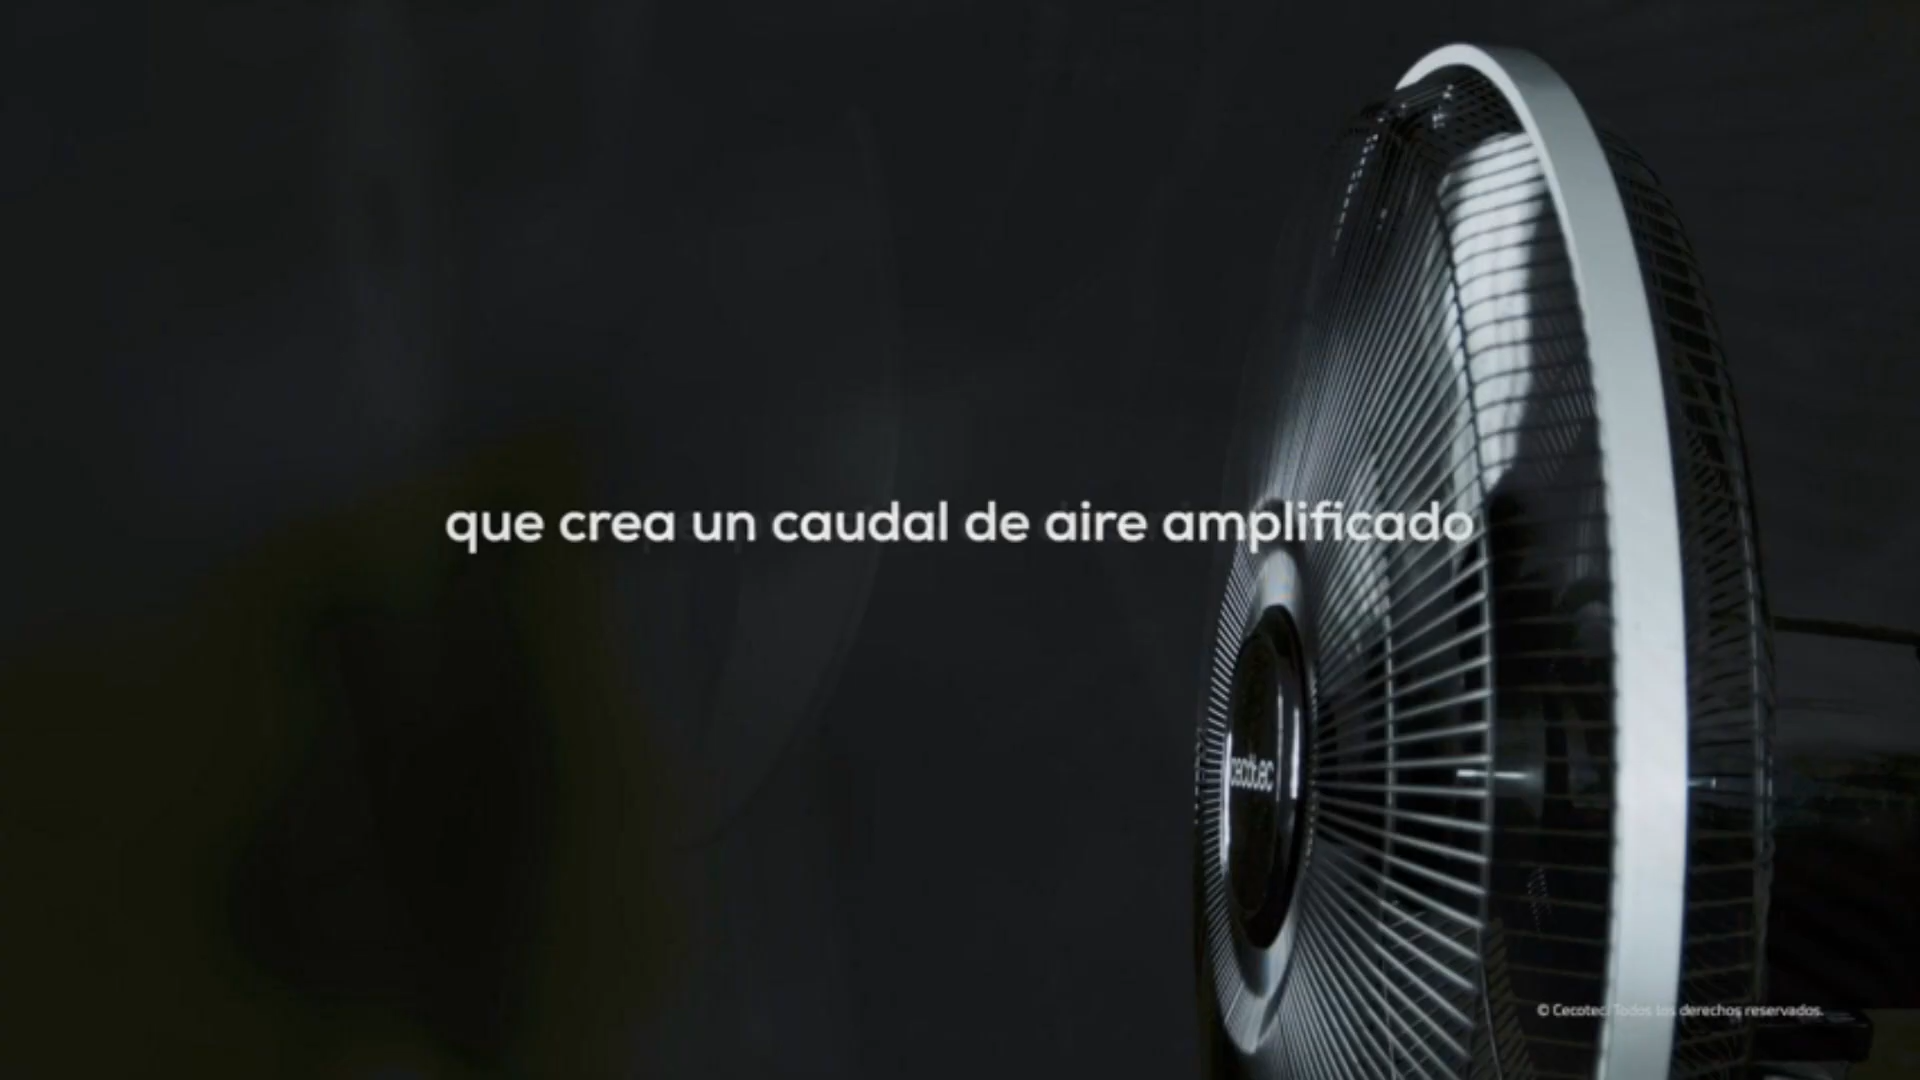 que crea un caudal de aire amplificado
cecotec
© Cecotec. Todos los derechos reservados.